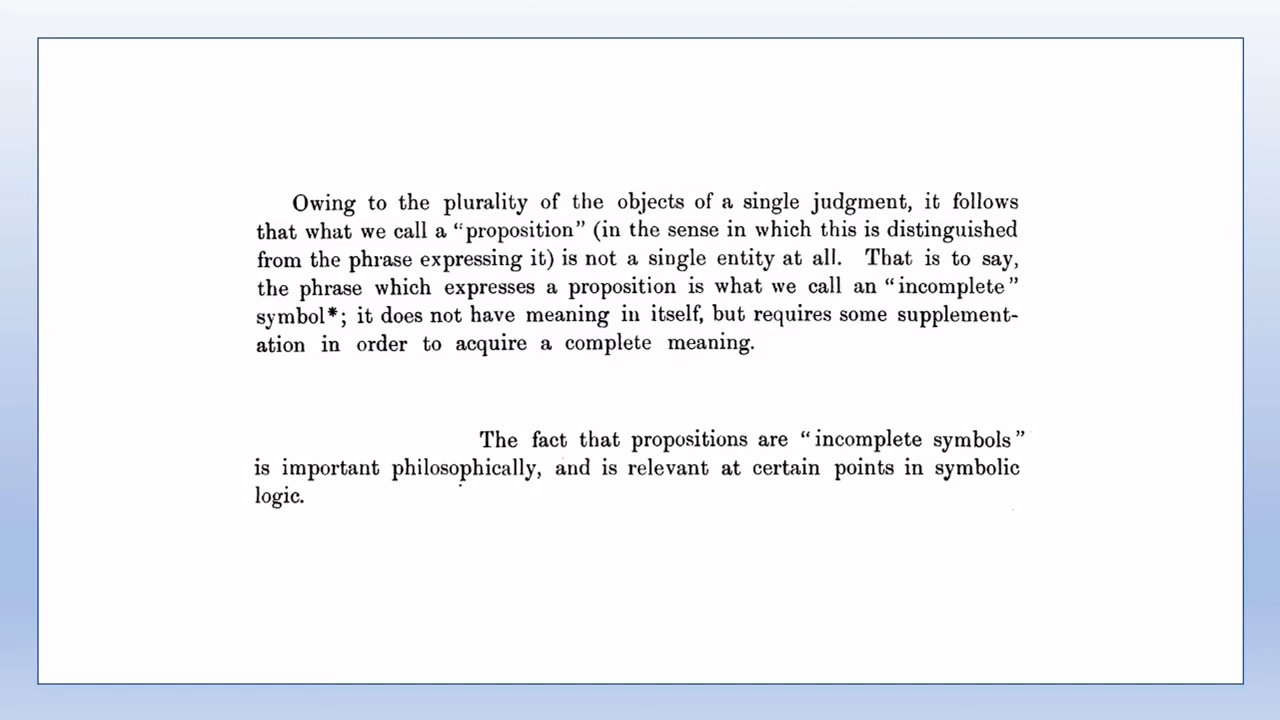 Owing to the plurality of the objects of a single judgment, it follows
that what we call a “proposition” (in the sense in which this is distinguished
from the phrase expressing it) is not a single entity at all. That is to say,
the phrase which expresses a proposition is what we call an “incomplete”
symbol*; it does not have meaning in itself, but requires some supplement-
ation in order to acquire a complete meaning.
The fact that propositions are “incomplete symbols”
is important philosophically, and is relevant at certain points in symbolic
logic.